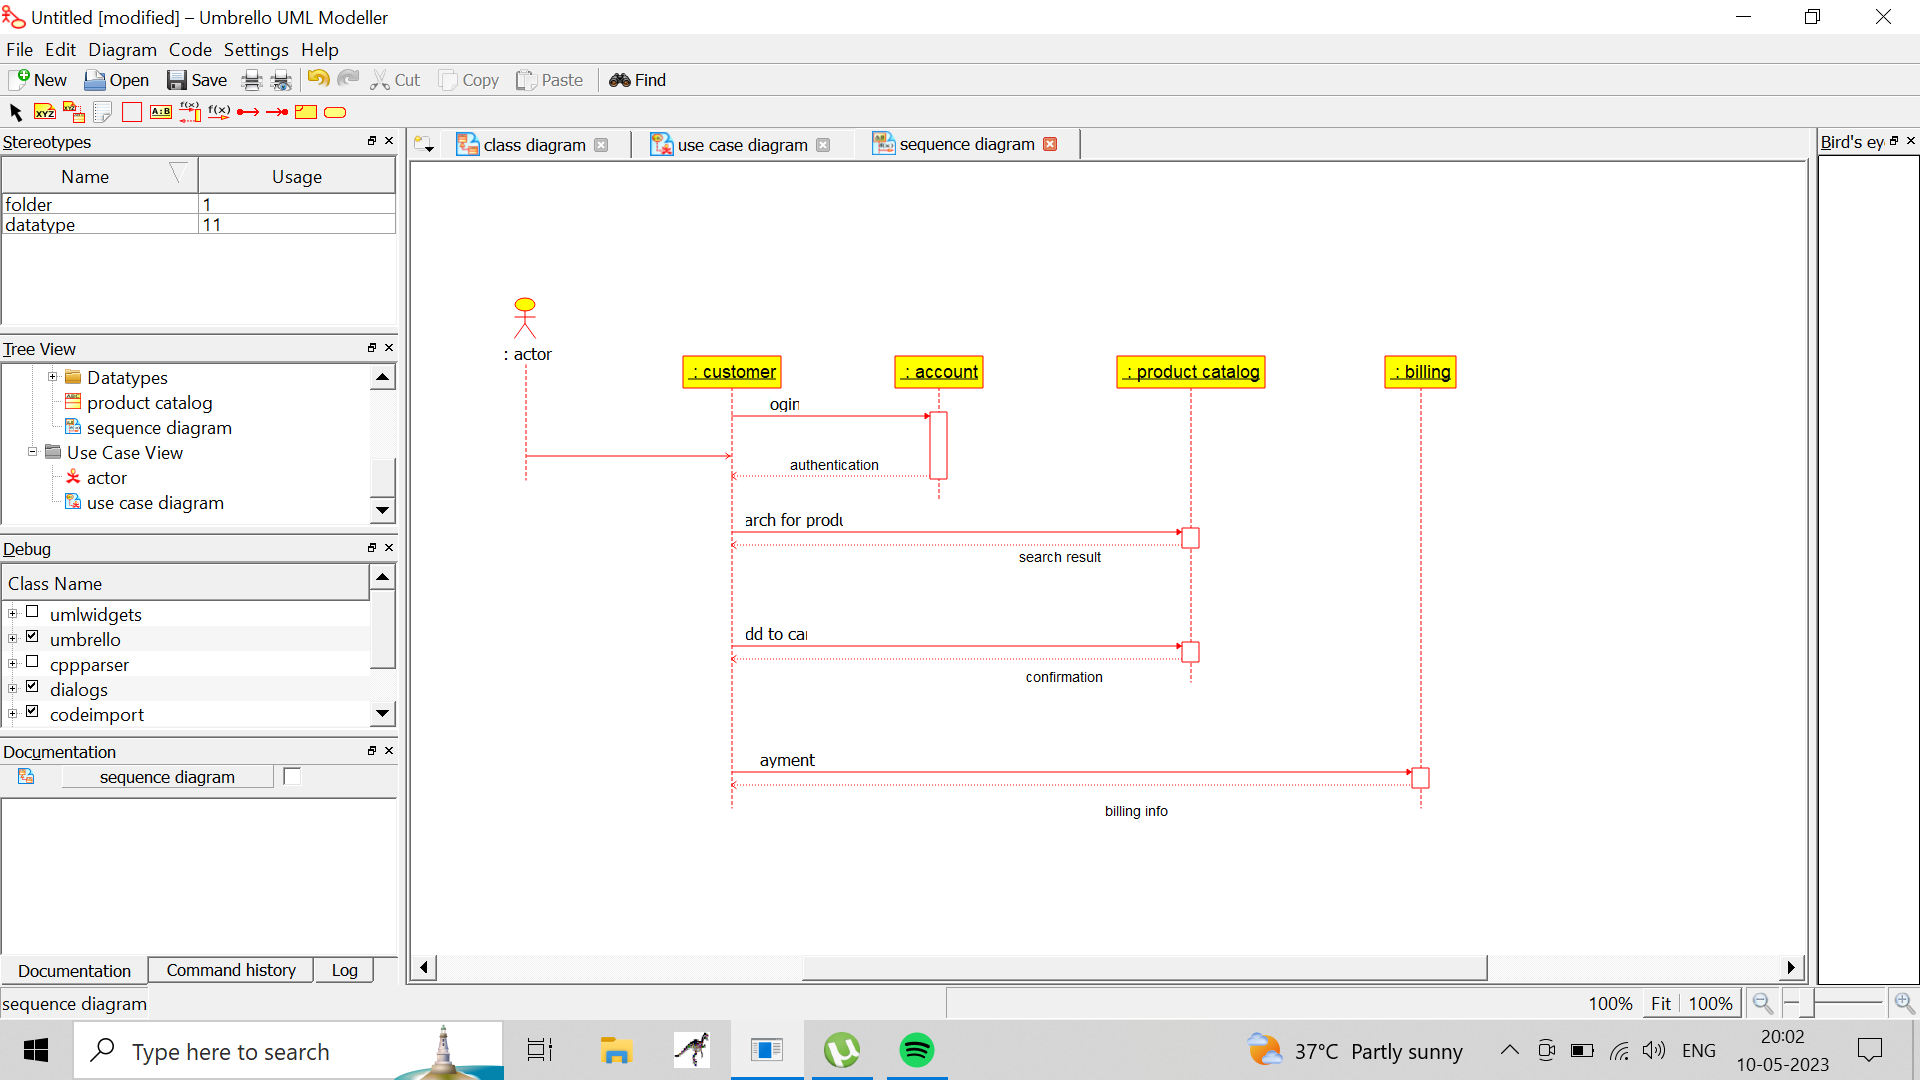 Untitled [modified] – Umbrello UML Modeller
File Edit Diagram Code Settings Help
New Open Save Cut Copy Paste Find
XYZ XYZ A:B f(x) f(x)
Stereotypes
Name Usage
folder 1
datatype 11
Tree View
Datatypes
product catalog
sequence diagram
Use Case View
actor
use case diagram
Debug
Class Name
umlwidgets
umbrello
cppparser
dialogs
codeimport
Documentation
sequence diagram
Documentation Command history Log
class diagram use case diagram sequence diagram
: actor
: customer : account : product catalog : billing
ogin
authentication
arch for produ
search result
dd to car
confirmation
ayment
billing info
Bird's ey
sequence diagram
100% Fit 100%
Type here to search
37°C Partly sunny
ENG
20:02
10-05-2023